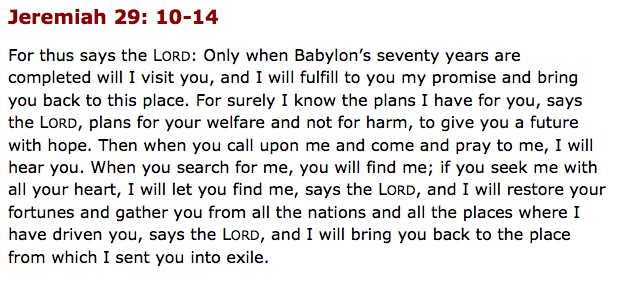 Jeremiah 29: 10-14
For thus says the LORD: Only when Babylon’s seventy years are
completed will I visit you, and I will fulfill to you my promise and bring
you back to this place. For surely I know the plans I have for you, says
the LORD, plans for your welfare and not for harm, to give you a future
with hope. Then when you call upon me and come and pray to me, I will
hear you. When you search for me, you will find me; if you seek me with
all your heart, I will let you find me, says the LORD, and I will restore your
fortunes and gather you from all the nations and all the places where I
have driven you, says the LORD, and I will bring you back to the place
from which I sent you into exile.